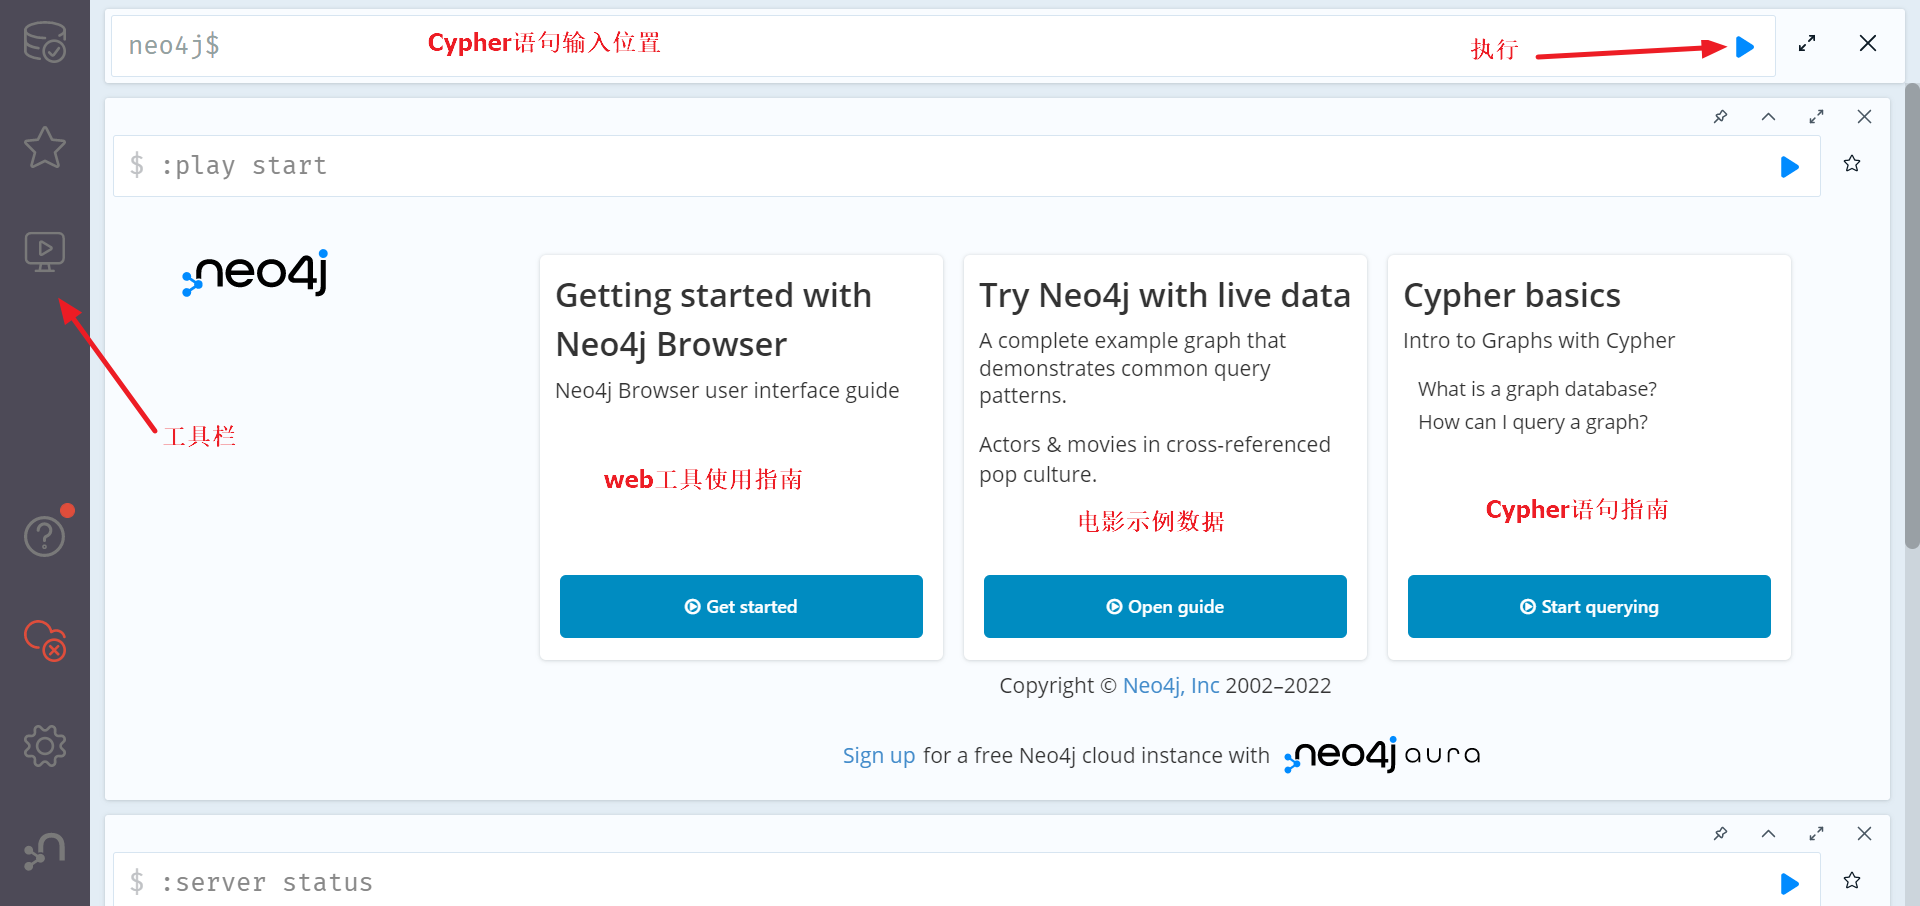 neo4j$
Cypher语句输入位置
执行
$ :play start
neo4j
Getting started with
Neo4j Browser
Neo4j Browser user interface guide
web工具使用指南
Get started
Try Neo4j with live data
A complete example graph that
demonstrates common query
patterns.
Actors & movies in cross-referenced
pop culture.
电影示例数据
Open guide
Cypher basics
Intro to Graphs with Cypher
What is a graph database?
How can I query a graph?
Cypher语句指南
Start querying
工具栏
Copyright © Neo4j, Inc 2002–2022
Sign up for a free Neo4j cloud instance with neo4j aura
$ :server status